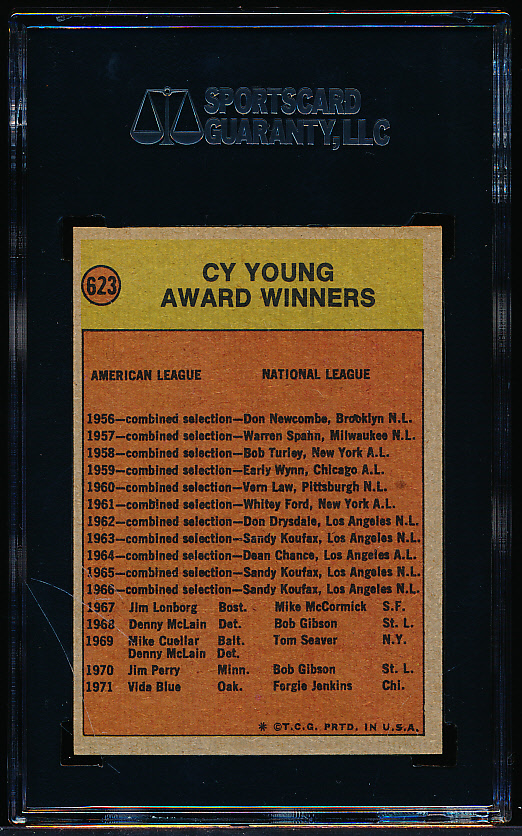 SPORTSCARD
GUARANTY, LLC
623
CY YOUNG
AWARD WINNERS
AMERICAN LEAGUE NATIONAL LEAGUE
1956—combined selection—Don Newcombe, Brooklyn N.L.
1957—combined selection—Warren Spahn, Milwaukee N.L.
1958—combined selection—Bob Turley, New York A.L.
1959—combined selection—Early Wynn, Chicago A.L.
1960—combined selection—Vern Law, Pittsburgh N.L.
1961—combined selection—Whitey Ford, New York A.L.
1962—combined selection—Don Drysdale, Los Angeles N.L.
1963—combined selection—Sandy Koufax, Los Angeles N.L.
1964—combined selection—Dean Chance, Los Angeles A.L.
1965—combined selection—Sandy Koufax, Los Angeles N.L.
1966—combined selection—Sandy Koufax, Los Angeles N.L.
1967 Jim Lonborg Bost. Mike McCormick S.F.
1968 Denny McLain Det. Bob Gibson St. L.
1969 Mike Cuellar Balt. Tom Seaver N.Y.
Denny McLain Det.
1970 Jim Perry Minn. Bob Gibson St. L.
1971 Vida Blue Oak. Forgie Jenkins Chi.
* ©T.C.G. PRTD. IN U.S.A.